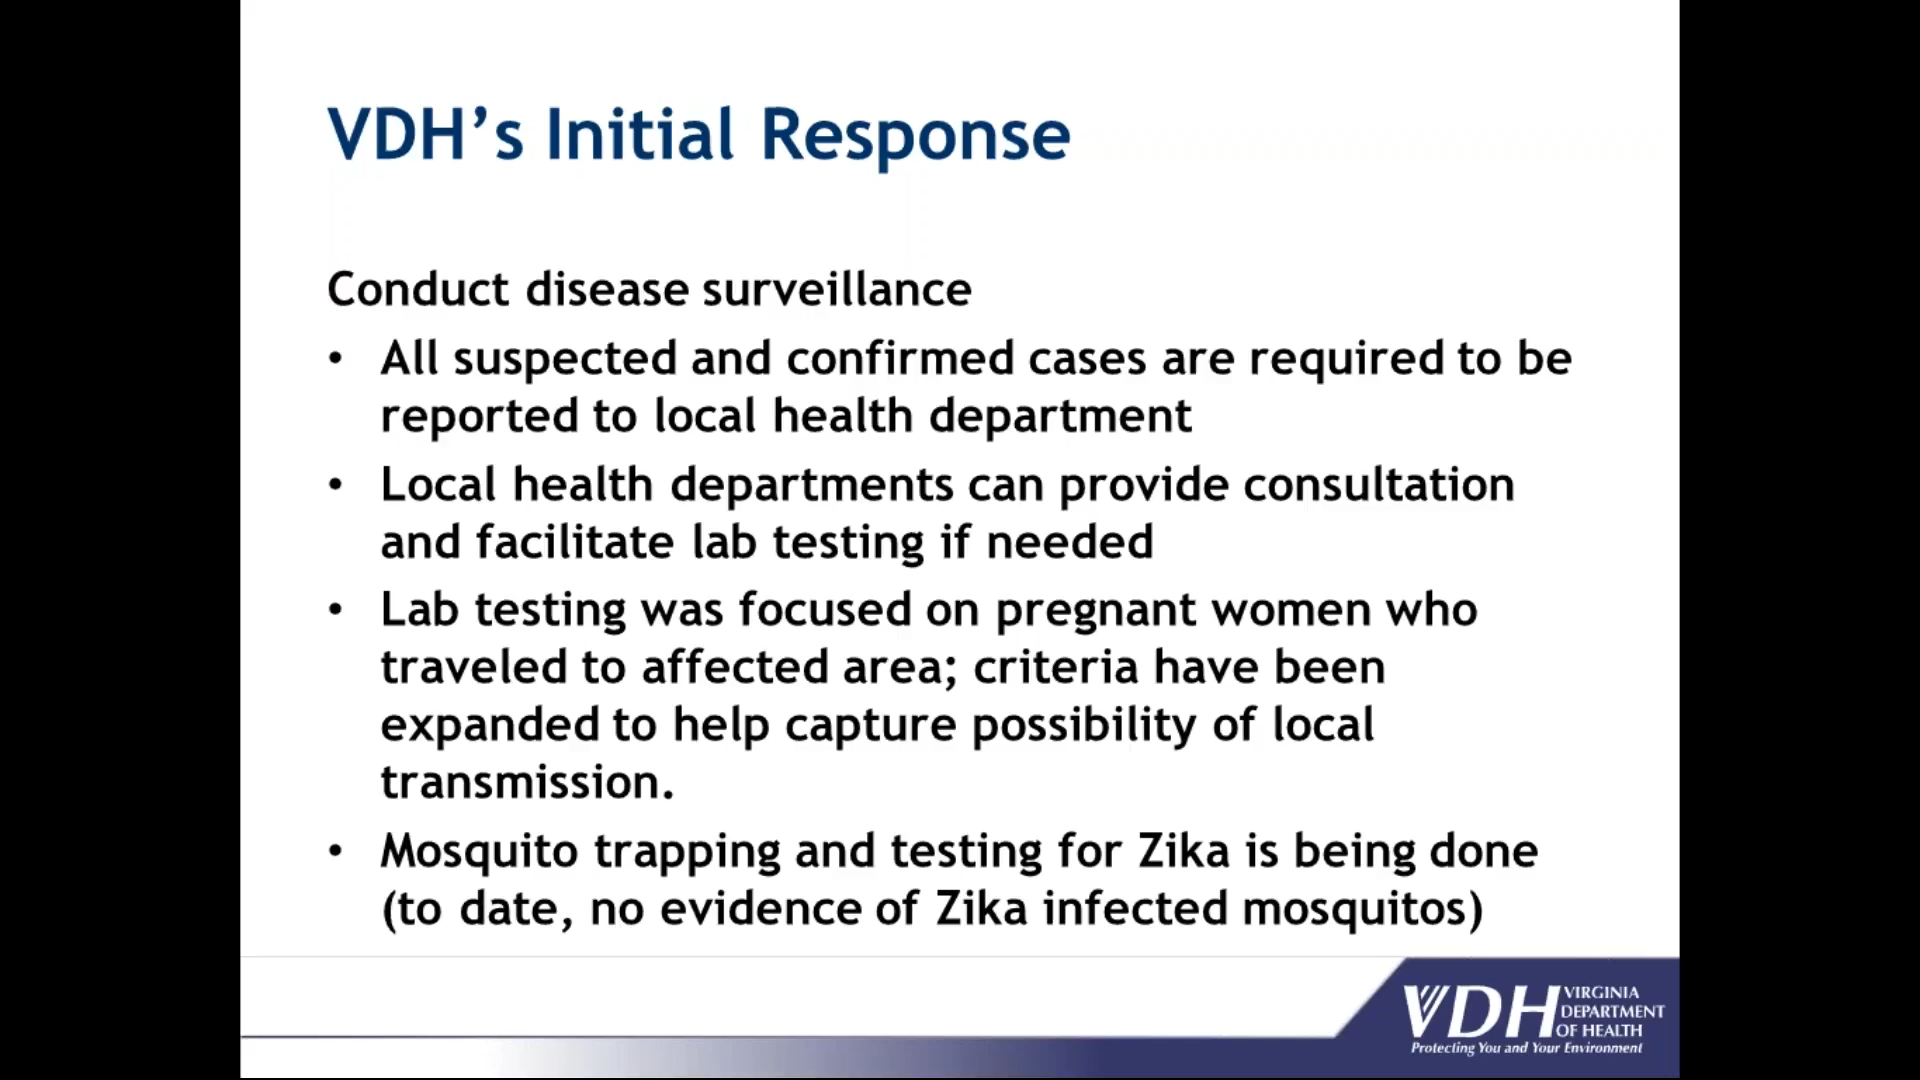 VDH’s Initial Response
Conduct disease surveillance
• All suspected and confirmed cases are required to be
reported to local health department
• Local health departments can provide consultation
and facilitate lab testing if needed
• Lab testing was focused on pregnant women who
traveled to affected area; criteria have been
expanded to help capture possibility of local
transmission.
• Mosquito trapping and testing for Zika is being done
(to date, no evidence of Zika infected mosquitos)
VDH VIRGINIA
DEPARTMENT
OF HEALTH
Protecting You and Your Environment